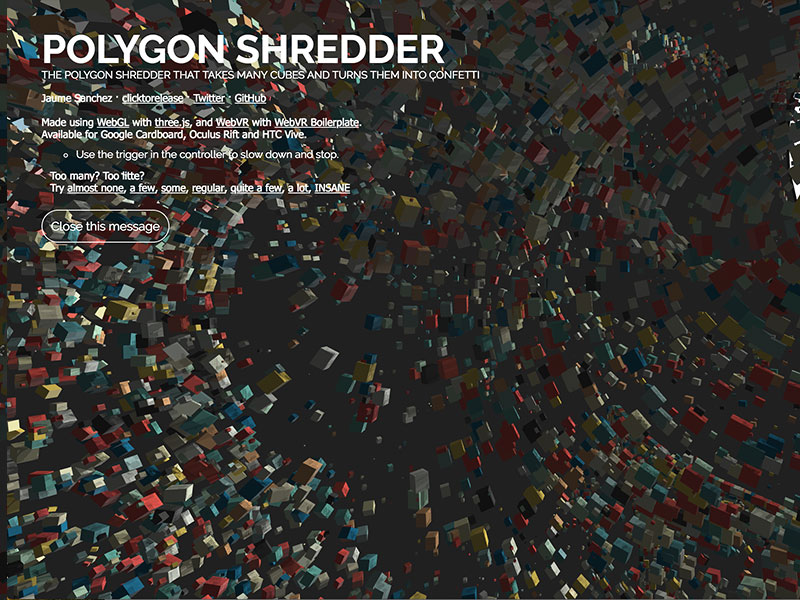 POLYGON SHREDDER
THE POLYGON SHREDDER THAT TAKES MANY CUBES AND TURNS THEM INTO CONFETTI
Jaume Sanchez · clicktorelease · Twitter · GitHub
Made using WebGL with three.js, and WebVR with WebVR Boilerplate.
Available for Google Cardboard, Oculus Rift and HTC Vive.
Use the trigger in the controller to slow down and stop.
Too many? Too litte?
Try almost none, a few, some, regular, quite a few, a lot, INSANE
Close this message